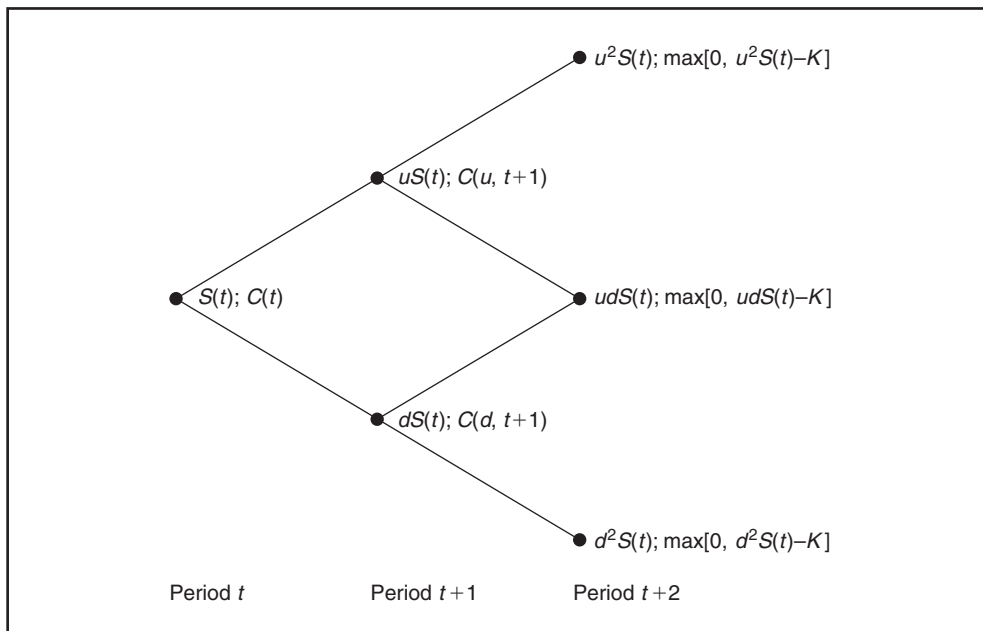 u²S(t); max[0, u²S(t)–K]
uS(t); C(u, t+1)
S(t); C(t)
udS(t); max[0, udS(t)–K]
dS(t); C(d, t+1)
d²S(t); max[0, d²S(t)–K]
Period t
Period t+1
Period t+2